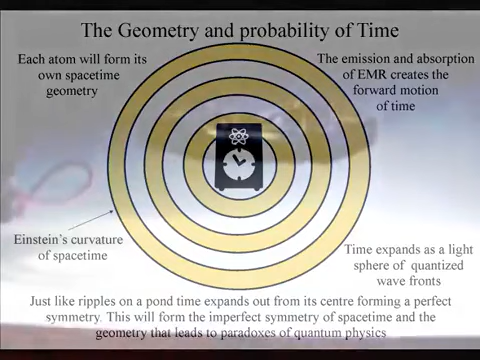 The Geometry and probability of Time
Each atom will form its
own spacetime
geometry
The emission and absorption
of EMR creates the
forward motion
of time
Einstein's curvature
of spacetime
Time expands as a light
sphere of quantized
wave fronts
Just like ripples on a pond time expands out from its centre forming a perfect
symmetry. This will form the imperfect symmetry of spacetime and the
geometry that leads to paradoxes of quantum physics